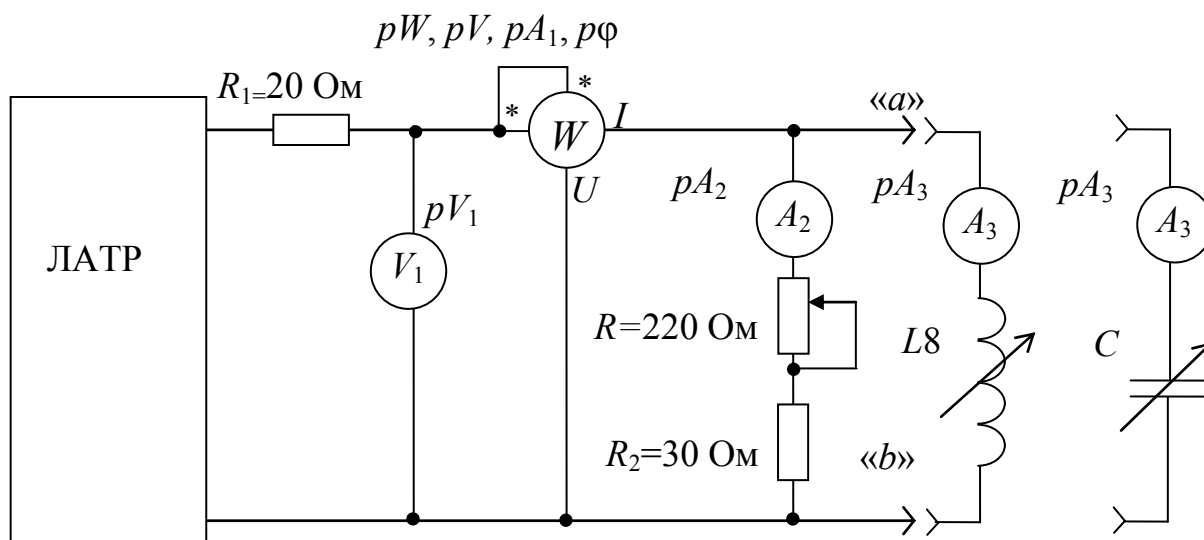 pW, pV, pA₁, pφ
R₁₌20 Ом
*
*
W
I
U
«a»
pV₁
V₁
ЛАТР
pA₂
A₂
pA₃
A₃
pA₃
A₃
R=220 Ом
L8
C
R₂=30 Ом
«b»